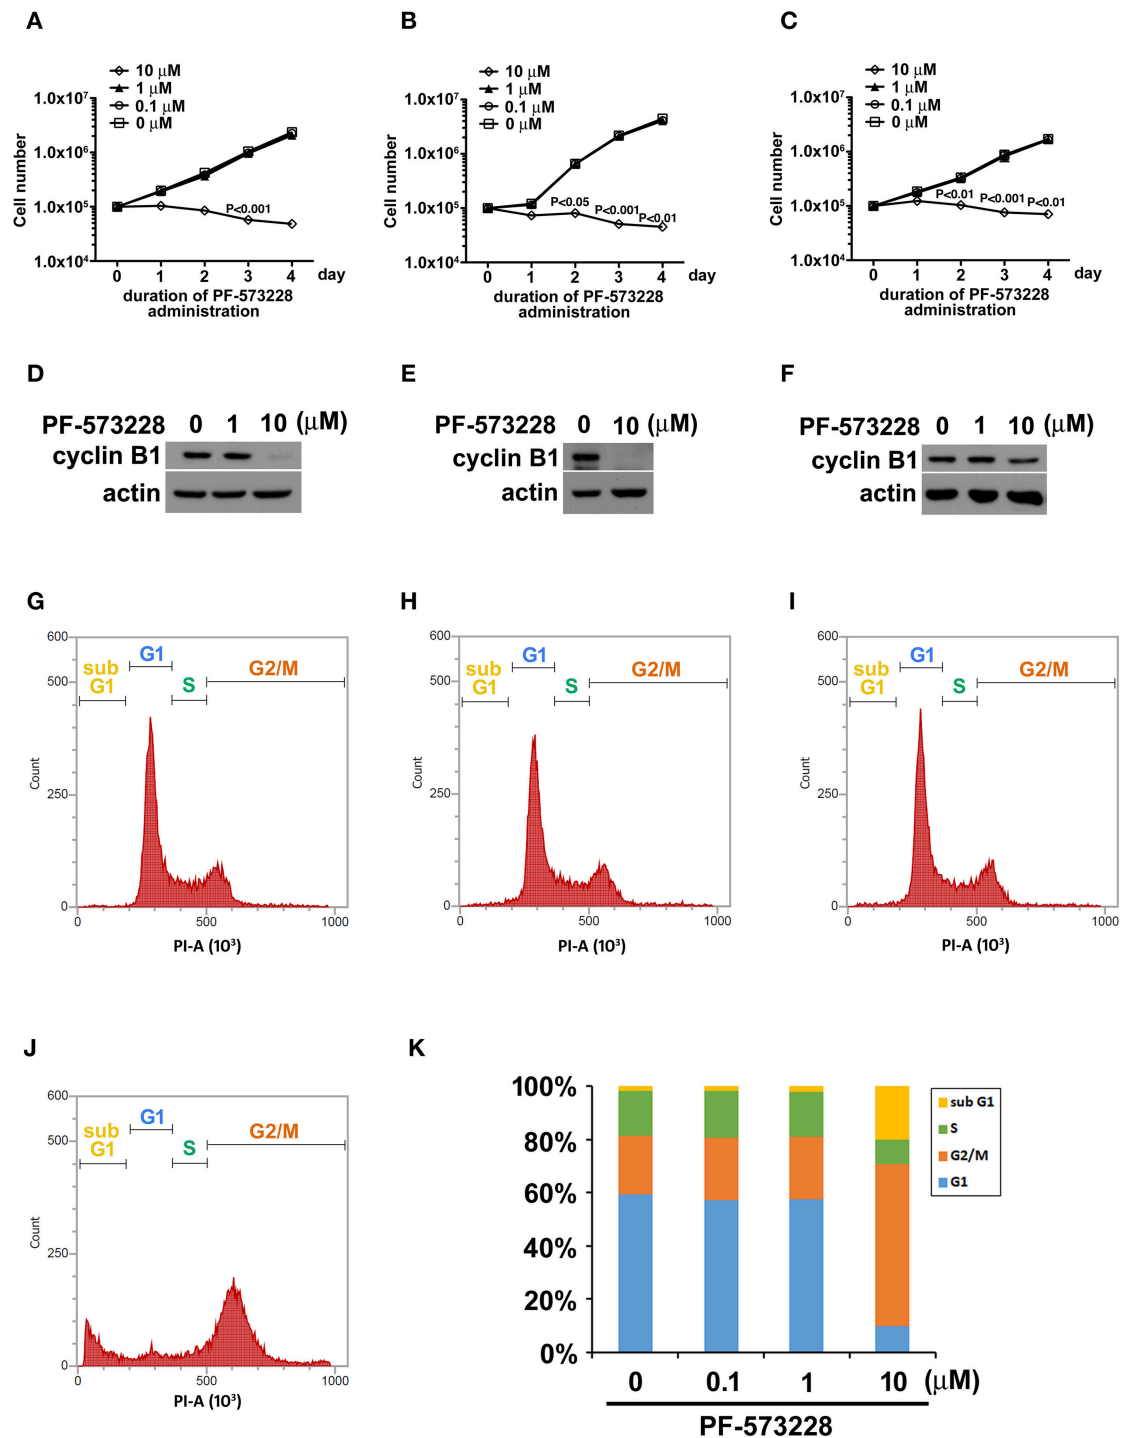 A
10 μM
1 μM
0.1 μM
0 μM
1.0x10⁷
1.0x10⁶
1.0x10⁵
1.0x10⁴
Cell number
P<0.001
0 1 2 3 4 day
duration of PF-573228
administration
B
10 μM
1 μM
0.1 μM
0 μM
1.0x10⁷
1.0x10⁶
1.0x10⁵
1.0x10⁴
Cell number
P<0.05
P<0.001
P<0.01
0 1 2 3 4 day
duration of PF-573228
administration
C
10 μM
1 μM
0.1 μM
0 μM
1.0x10⁷
1.0x10⁶
1.0x10⁵
1.0x10⁴
Cell number
P<0.01
P<0.001
P<0.01
0 1 2 3 4 day
duration of PF-573228
administration
D
PF-573228 0 1 10 (μM)
cyclin B1
actin
E
PF-573228 0 10 (μM)
cyclin B1
actin
F
PF-573228 0 1 10 (μM)
cyclin B1
actin
G
600
500
250
0
Count
sub
G1
G1
S
G2/M
0 500 1000
PI-A (10³)
H
600
500
250
0
Count
sub
G1
G1
S
G2/M
0 500 1000
PI-A (10³)
I
600
500
250
0
Count
sub
G1
G1
S
G2/M
0 500 1000
PI-A (10³)
J
600
500
250
0
Count
sub
G1
G1
S
G2/M
0 500 1000
PI-A (10³)
K
100%
80%
60%
40%
20%
0%
sub G1
S
G2/M
G1
0 0.1 1 10 (μM)
PF-573228